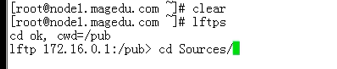 [root@node1.magedu.com ~]# clear
[root@node1.magedu.com ~]# lftps
cd ok, cwd=/pub
lftp 172.16.0.1:/pub> cd Sources/